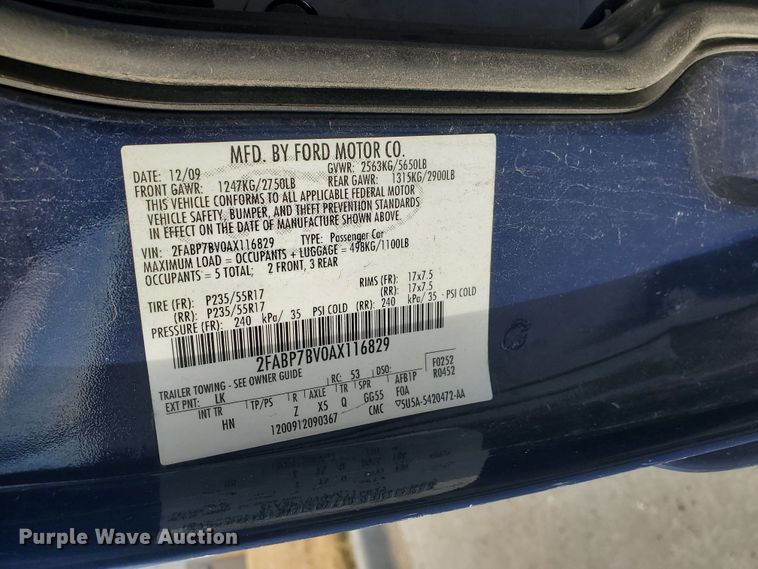 MFD. BY FORD MOTOR CO.
DATE: 12/09 GVWR: 2563KG/5650LB
FRONT GAWR: 1247KG/2750LB REAR GAWR: 1315KG/2900LB
THIS VEHICLE CONFORMS TO ALL APPLICABLE FEDERAL MOTOR
VEHICLE SAFETY, BUMPER, AND THEFT PREVENTION STANDARDS
IN EFFECT ON THE DATE OF MANUFACTURE SHOWN ABOVE.
VIN: 2FABP7BV0AX116829 TYPE: Passenger Car
MAXIMUM LOAD = OCCUPANTS + LUGGAGE = 498KG/1100LB
OCCUPANTS = 5 TOTAL; 2 FRONT, 3 REAR
TIRE (FR): P235/55R17 RIMS (FR): 17x7.5
(RR): P235/55R17 (RR): 17x7.5
PRESSURE (FR): 240 kPa/ 35 PSI COLD (RR): 240 kPa/ 35 PSI COLD
2FABP7BV0AX116829
TRAILER TOWING - SEE OWNER GUIDE RC: 53 DSO: F0252
EXT PNT: LK AFB1P R0452
INT TR TP/PS R AXLE TR SPR F0A
HN Z X5 Q GG55 CMC ▽5U5A-5420472-AA
1200912090367
Purple Wave Auction